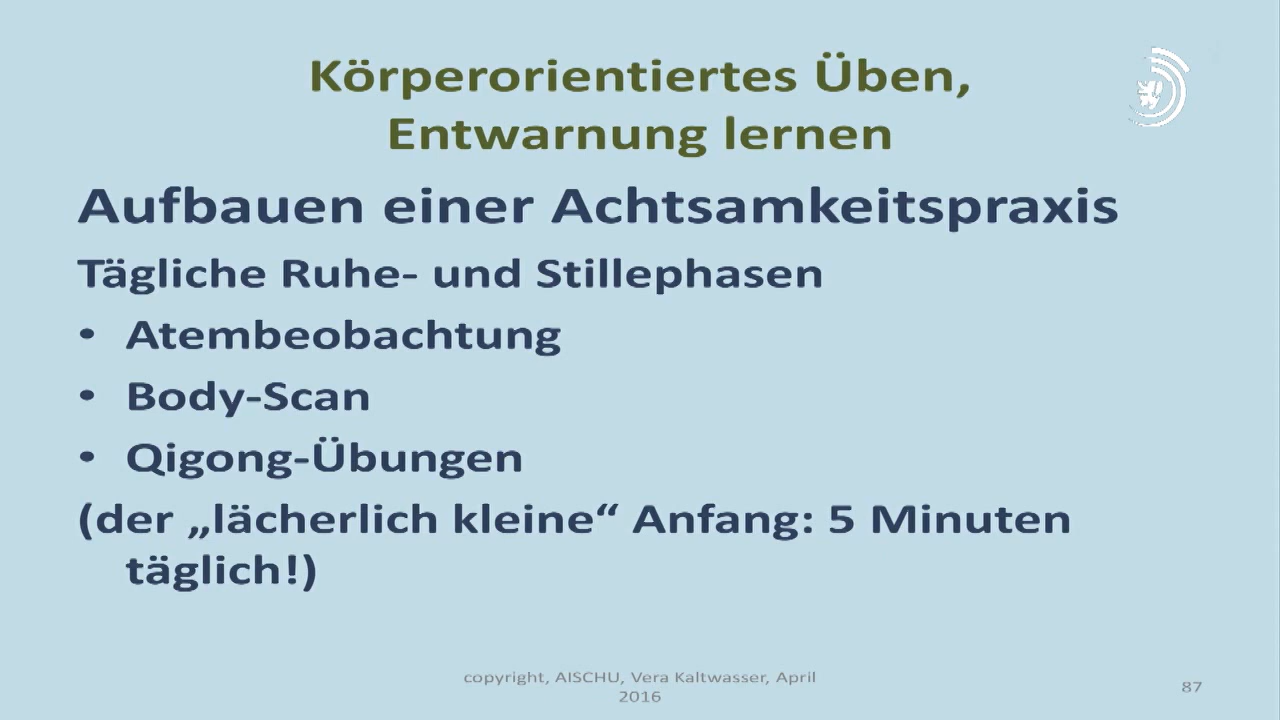 Körperorientiertes Üben,
Entwarnung lernen
Aufbauen einer Achtsamkeitspraxis
Tägliche Ruhe- und Stillephasen
• Atembeobachtung
• Body-Scan
• Qigong-Übungen
(der „lächerlich kleine“ Anfang: 5 Minuten
täglich!)
copyright, AISCHU, Vera Kaltwasser, April
2016
87